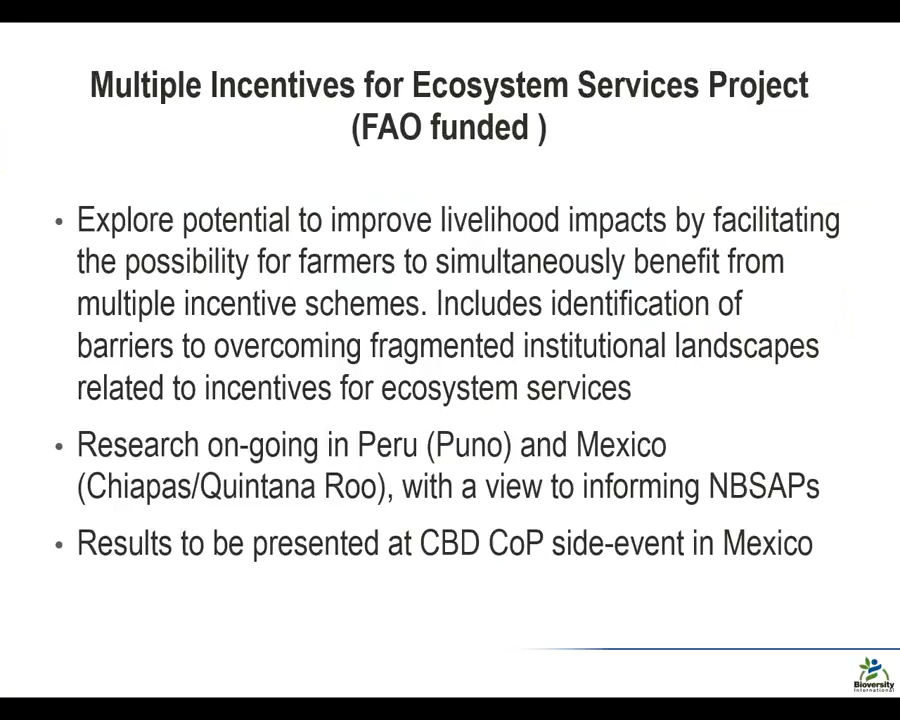 Multiple Incentives for Ecosystem Services Project
(FAO funded )
• Explore potential to improve livelihood impacts by facilitating
the possibility for farmers to simultaneously benefit from
multiple incentive schemes. Includes identification of
barriers to overcoming fragmented institutional landscapes
related to incentives for ecosystem services
• Research on-going in Peru (Puno) and Mexico
(Chiapas/Quintana Roo), with a view to informing NBSAPs
• Results to be presented at CBD CoP side-event in Mexico
Bioversity
International